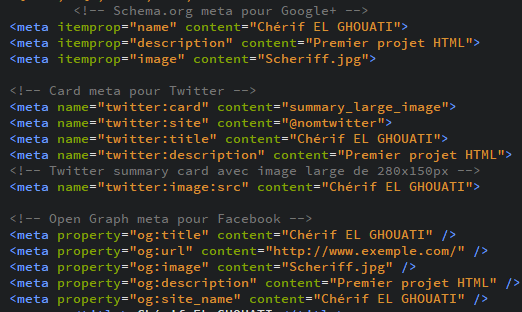 <!-- Schema.org meta pour Google+ -->
<meta itemprop="name" content="Chérif EL GHOUATI">
<meta itemprop="description" content="Premier projet HTML">
<meta itemprop="image" content="Scheriff.jpg">
<!-- Card meta pour Twitter -->
<meta name="twitter:card" content="summary_large_image">
<meta name="twitter:site" content="@nomtwitter">
<meta name="twitter:title" content="Chérif EL GHOUATI">
<meta name="twitter:description" content="Premier projet HTML">
<!-- Twitter summary card avec image large de 280x150px -->
<meta name="twitter:image:src" content="Chérif EL GHOUATI">
<!-- Open Graph meta pour Facebook -->
<meta property="og:title" content="Chérif EL GHOUATI" />
<meta property="og:url" content="http://www.exemple.com/" />
<meta property="og:image" content="Scheriff.jpg" />
<meta property="og:description" content="Premier projet HTML" />
<meta property="og:site_name" content="Chérif EL GHOUATI" />